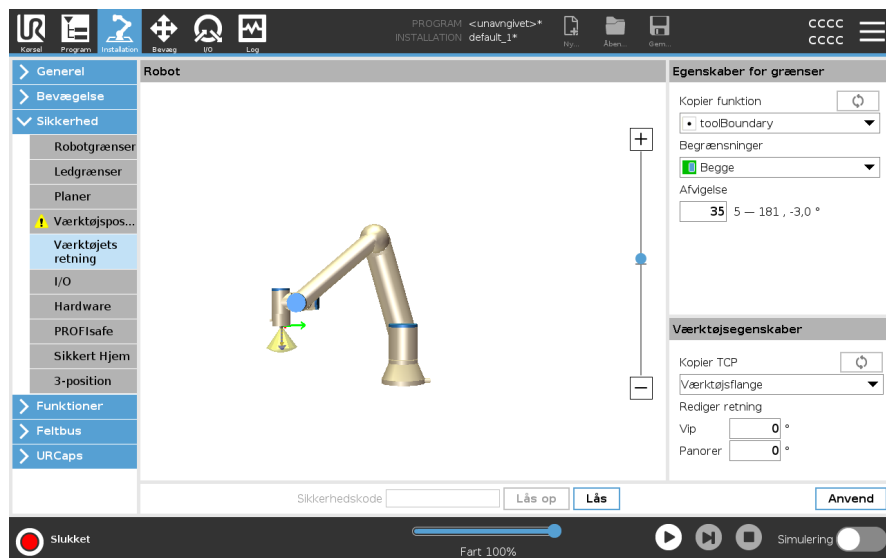 PROGRAM <unavngivet>*
INSTALLATION default_1*
CCCC
CCCC
Kørsel Program Installation Bevæg I/O Log Ny... Åben... Gem...
Generel
Bevægelse
Sikkerhed
Robotgrænser
Ledgrænser
Planer
Værktøjspos...
Værktøjets
retning
I/O
Hardware
PROFIsafe
Sikkert Hjem
3-position
Funktioner
Feltbus
URCaps
Robot
Egenskaber for grænser
Kopier funktion
toolBoundary
Begrænsninger
Begge
Afvigelse
35 5 — 181 , -3,0 °
Værktøjsegenskaber
Kopier TCP
Værktøjsflange
Rediger retning
Vip 0 °
Panorer 0 °
Sikkerhedskode Lås op Lås Anvend
Slukket
Fart 100%
Simulering